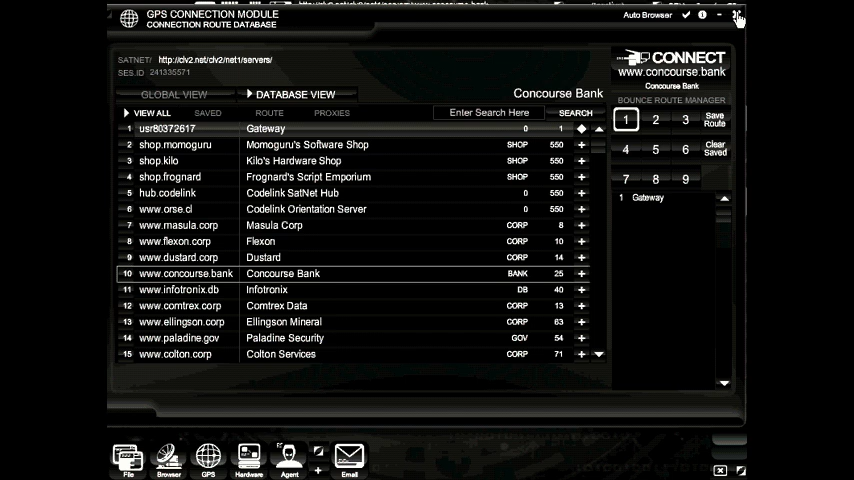 GPS CONNECTION MODULE
CONNECTION ROUTE DATABASE
Auto Browser
SATNET/ http://clv2.net/clv2/net1/servers/
SES.ID 241335571
GLOBAL VIEW DATABASE VIEW Concourse Bank
VIEW ALL SAVED ROUTE PROXIES Enter Search Here SEARCH
1 usr80372617 Gateway 0 1
2 shop.momoguru Momoguru's Software Shop SHOP 550 +
3 shop.kilo Kilo's Hardware Shop SHOP 550 +
4 shop.frognard Frognard's Script Emporium SHOP 550 +
5 hub.codelink Codelink SatNet Hub 0 550 +
6 www.orse.cl Codelink Orientation Server 0 550 +
7 www.masula.corp Masula Corp CORP 8 +
8 www.flexon.corp Flexon CORP 10 +
9 www.dustard.corp Dustard CORP 14 +
10 www.concourse.bank Concourse Bank BANK 25 +
11 www.infotronix.db Infotronix DB 40 +
12 www.comtrex.corp Comtrex Data CORP 13 +
13 www.ellingson.corp Ellingson Mineral CORP 63 +
14 www.paladine.gov Paladine Security GOV 54 +
15 www.colton.corp Colton Services CORP 71 +
CONNECT
www.concourse.bank
Concourse Bank
BOUNCE ROUTE MANAGER
1 2 3 Save Route
4 5 6 Clear Saved
7 8 9
1 Gateway
File Browser GPS Hardware Agent + Email